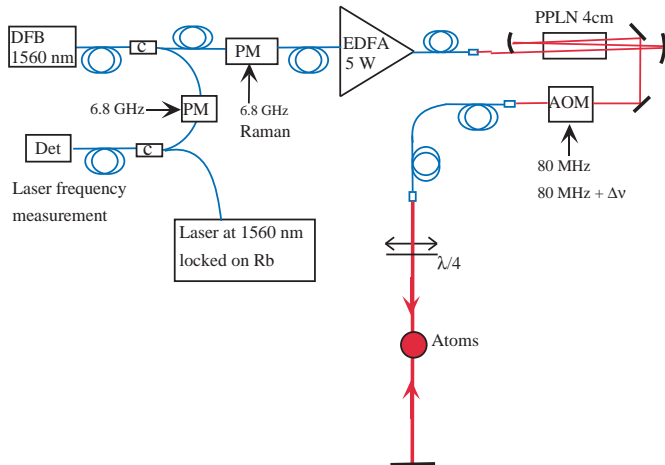 DFB
1560 nm
c
PM
EDFA
5 W
PPLN 4cm
6.8 GHz
PM
6.8 GHz
Raman
AOM
Det
c
80 MHz
80 MHz + Δν
Laser frequency
measurement
Laser at 1560 nm
locked on Rb
λ/4
Atoms